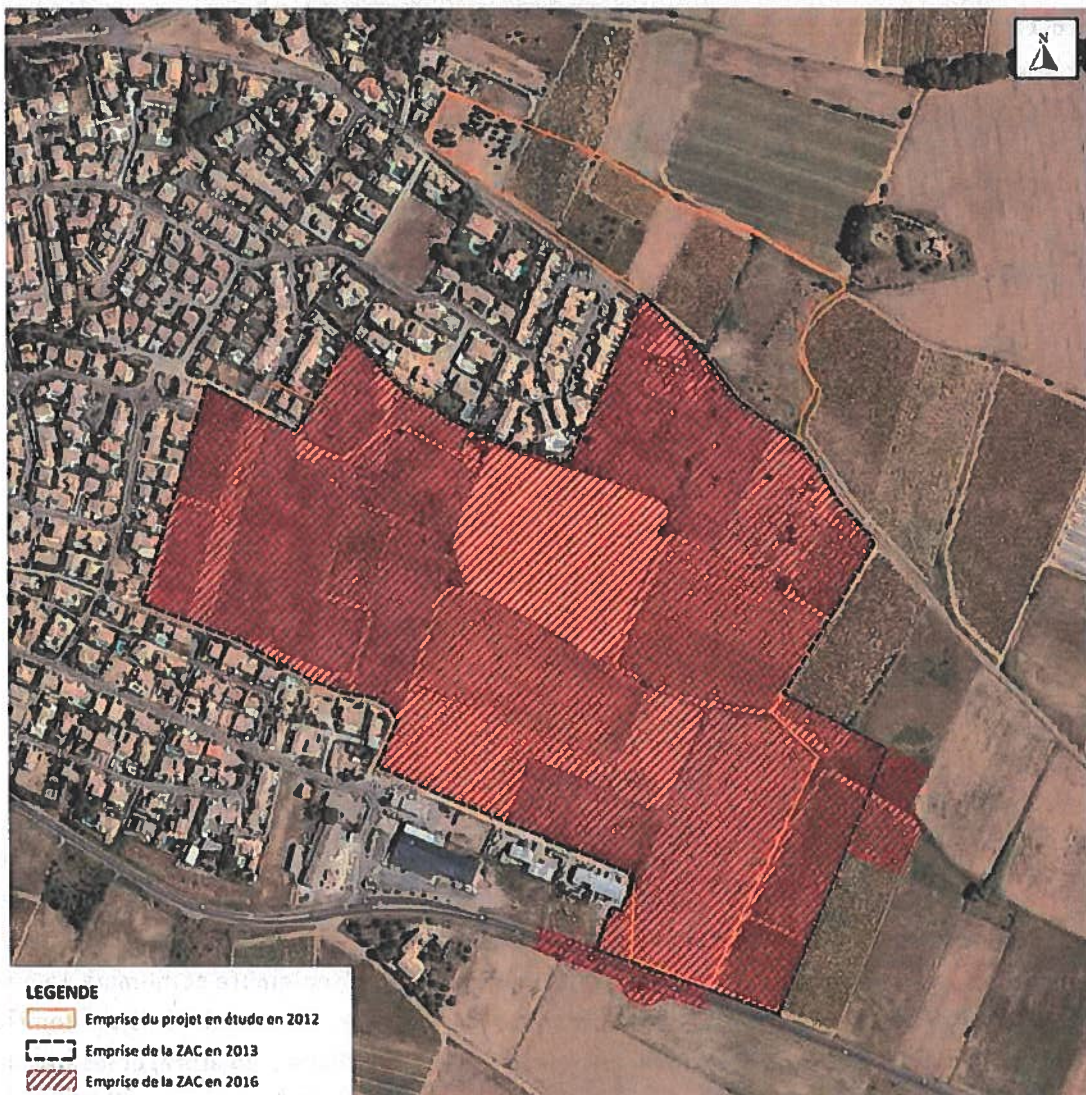 N
LEGENDE
Emprise du projet en étude en 2012
Emprise de la ZAC en 2013
Emprise de la ZAC en 2016